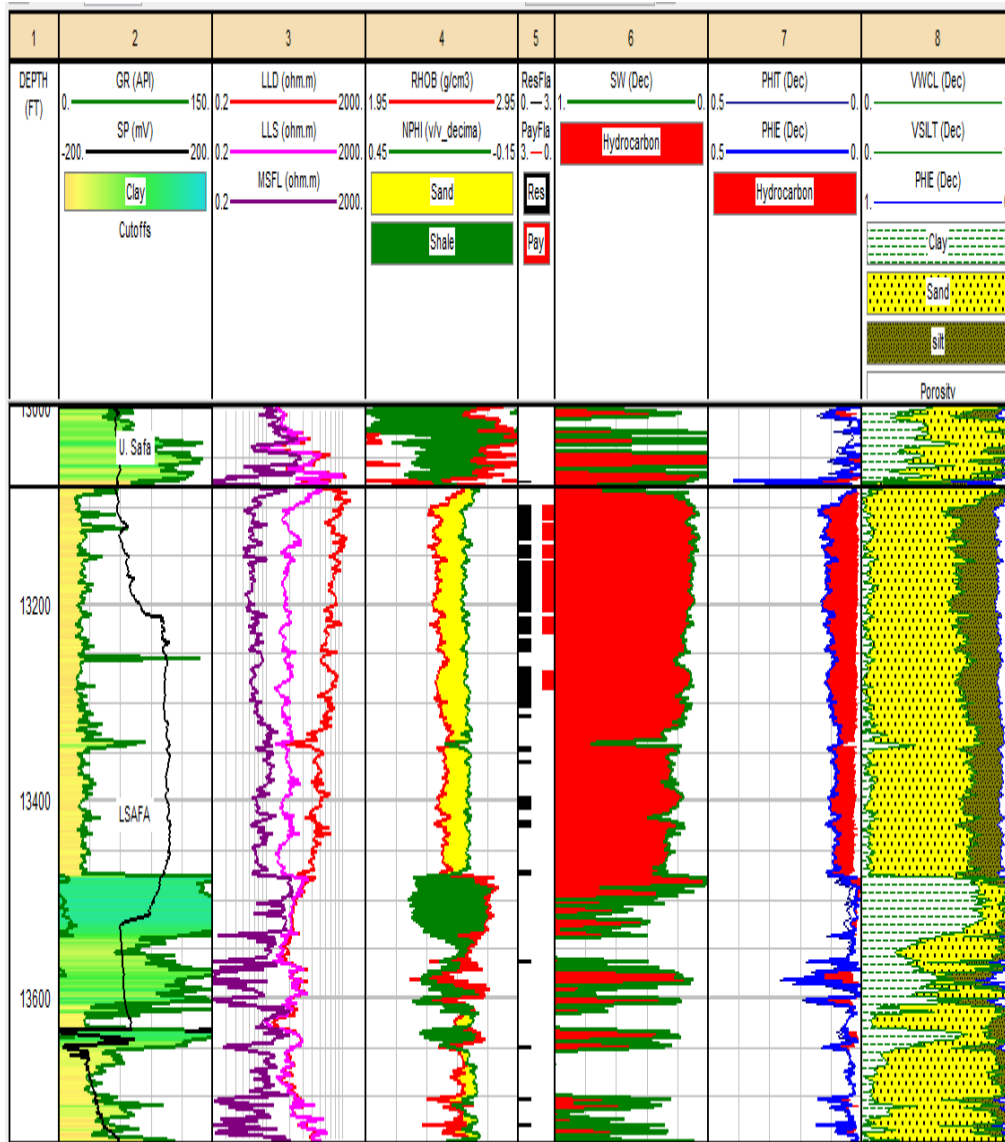 1 2 3 4 5 6 7 8
DEPTH
(FT)
GR (API)
0. 150.
SP (mV)
-200. 200.
Clay
Cutoffs
LLD (ohm.m)
0.2 2000.
LLS (ohm.m)
0.2 2000.
MSFL (ohm.m)
0.2 2000.
RHOB (g/cm3)
1.95 2.95
NPHI (v/v_decima)
0.45 -0.15
Sand
Shale
ResFla
0. 3.
PayFla
3. 0.
Res
Pay
SW (Dec)
1. 0.
Hydrocarbon
PHIT (Dec)
0.5 0.
PHIE (Dec)
0.5 0.
Hydrocarbon
VWCL (Dec)
0.
VSILT (Dec)
0.
PHIE (Dec)
1.
Clay
Sand
silt
Porosity
13000
U. Safa
13200
13400
LSAFA
13600